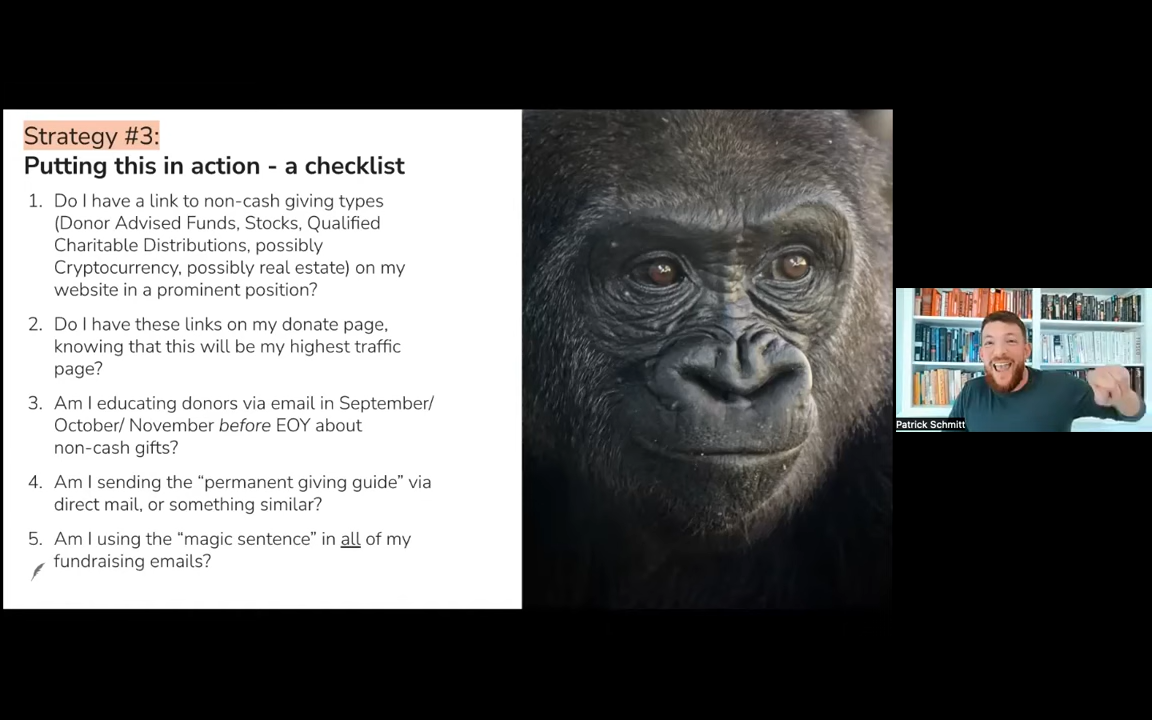 Strategy #3:
Putting this in action - a checklist
1. Do I have a link to non-cash giving types
(Donor Advised Funds, Stocks, Qualified
Charitable Distributions, possibly
Cryptocurrency, possibly real estate) on my
website in a prominent position?
2. Do I have these links on my donate page,
knowing that this will be my highest traffic
page?
3. Am I educating donors via email in September/
October/ November before EOY about
non-cash gifts?
4. Am I sending the “permanent giving guide” via
direct mail, or something similar?
5. Am I using the “magic sentence” in all of my
fundraising emails?
Patrick Schmitt